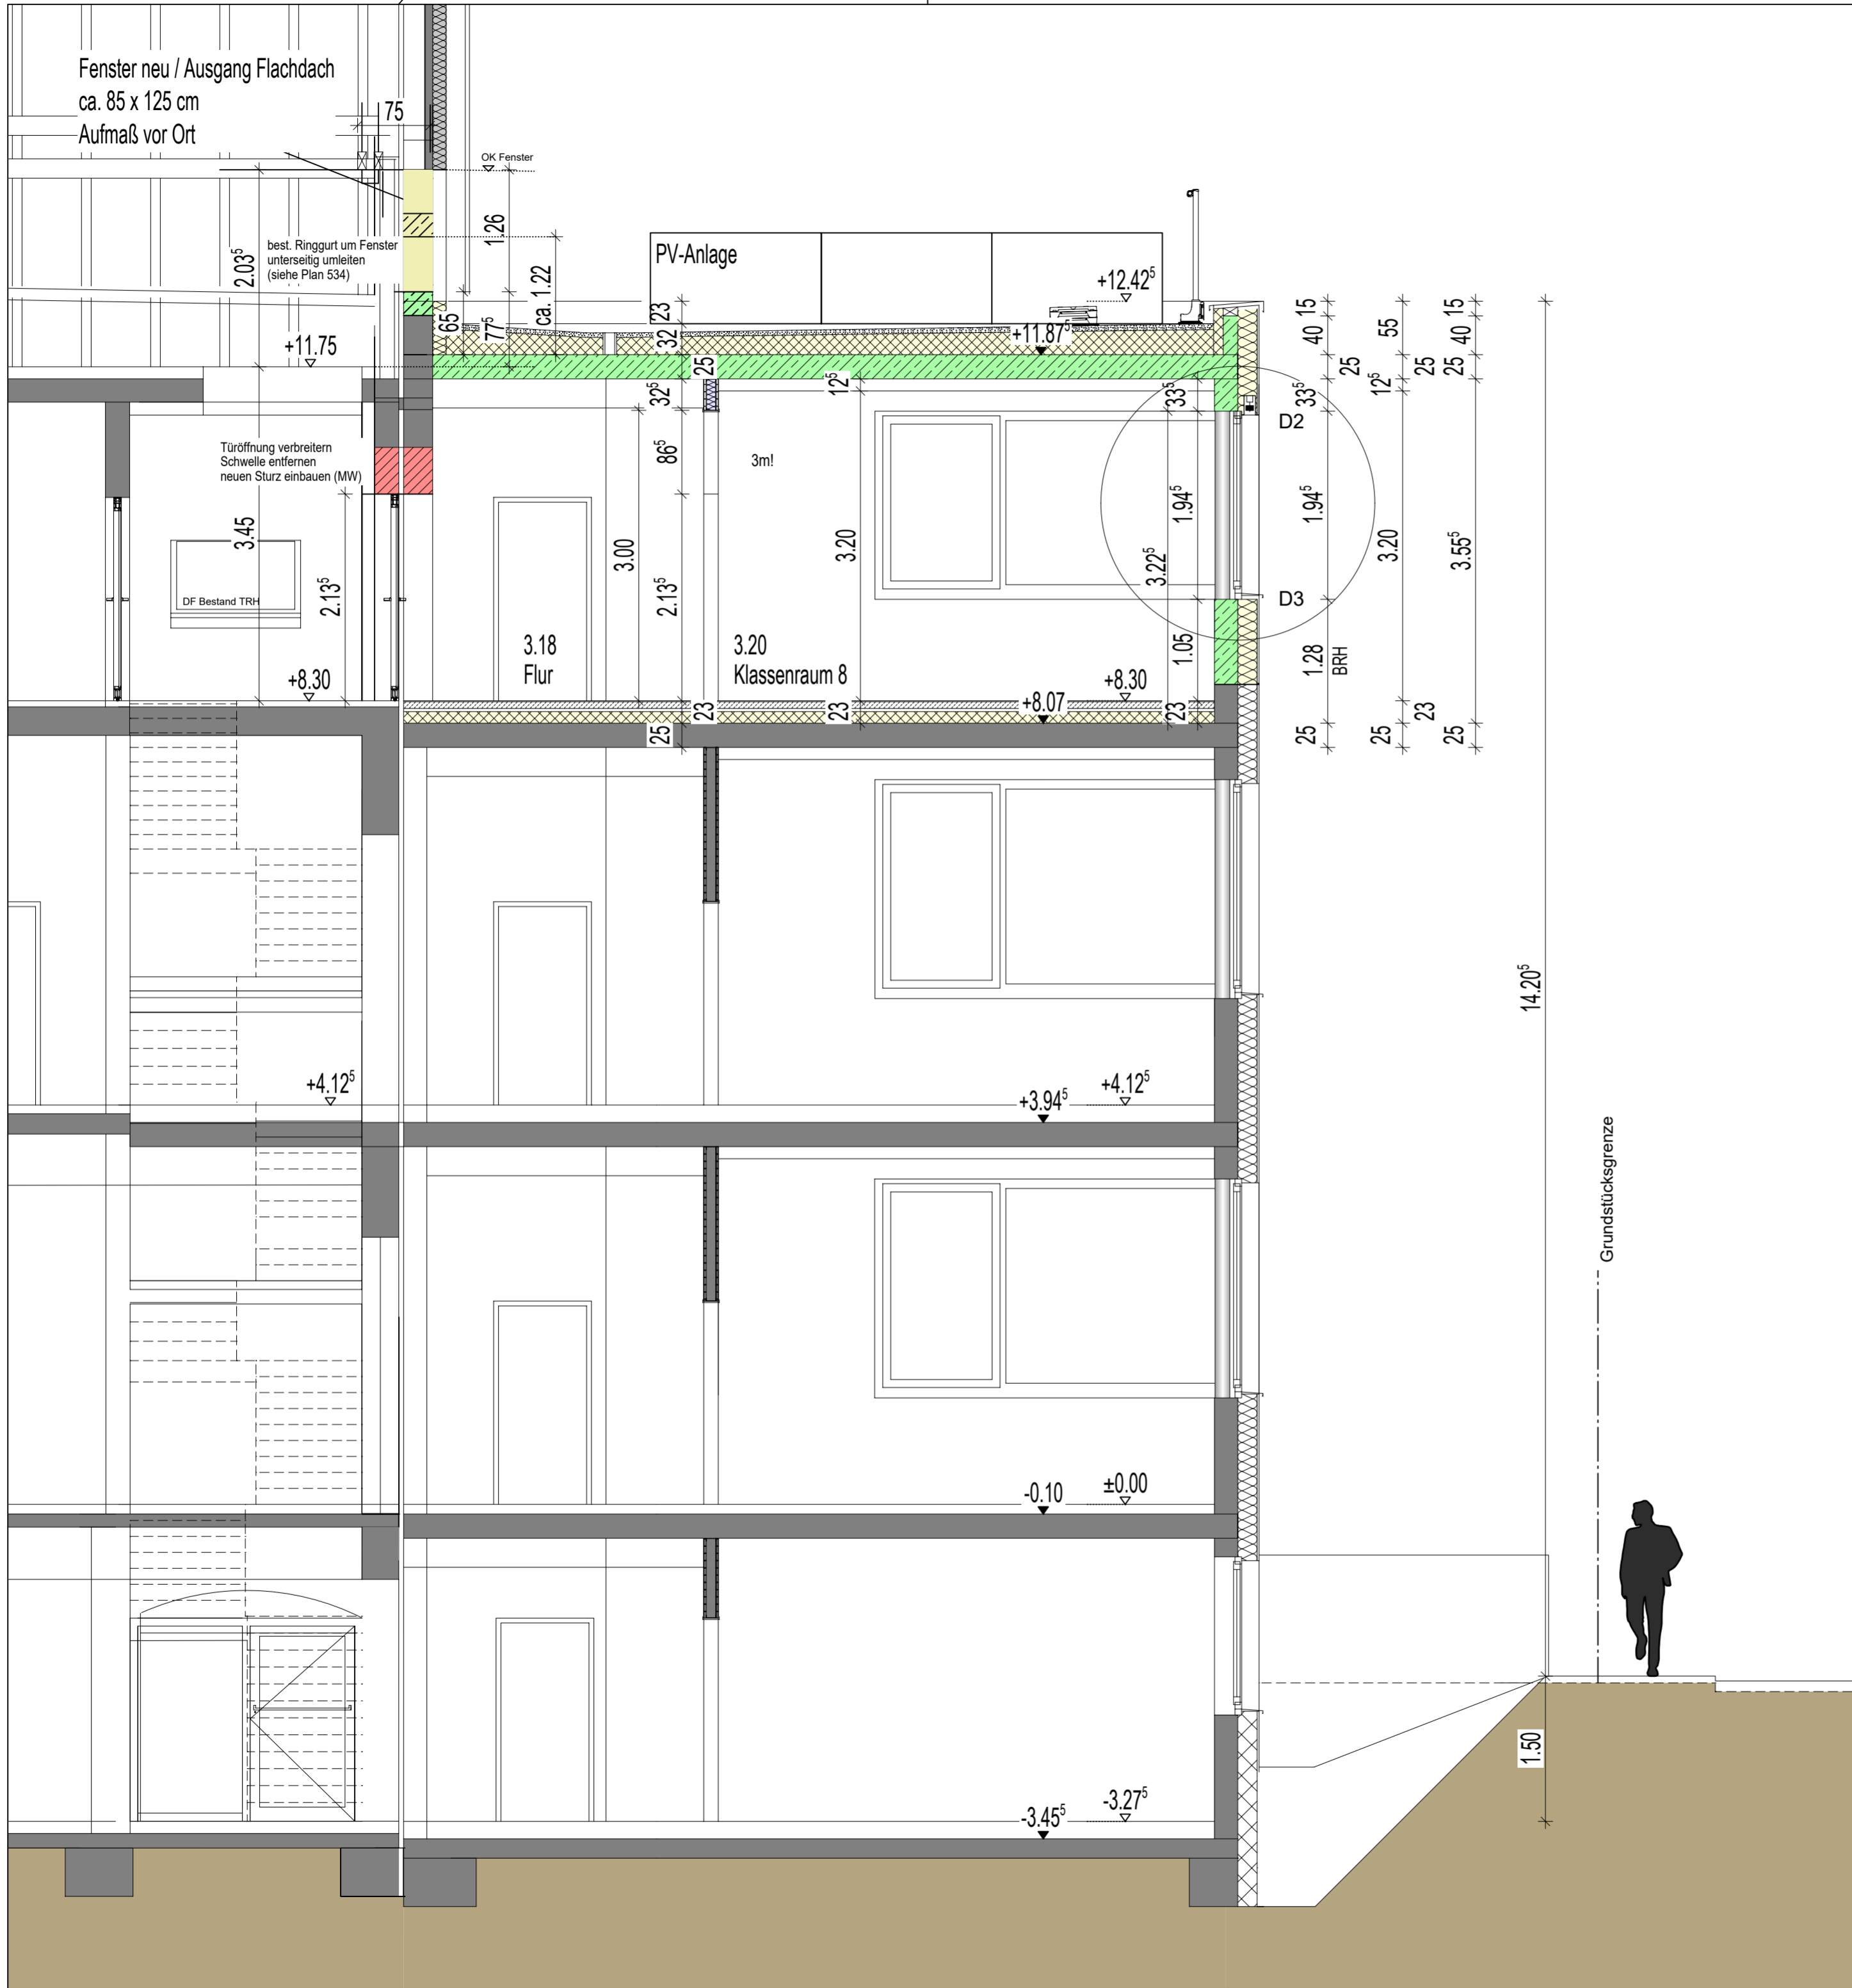 Fenster neu / Ausgang Flachdach
ca. 85 x 125 cm
Aufmaß vor Ort
75
OK Fenster
1.26
2.03⁵
best. Ringgurt um Fenster
unterseitig umleiten
(siehe Plan 534)
ca. 1.22
65
77⁵
PV-Anlage
+12.42⁵
23
32
+11.87⁵
+11.75
25
32⁵
12⁵
33⁵
15
40
25
33⁵
55
12⁵
15
40
25
25
D2
Türöffnung verbreitern
Schwelle entfernen
neuen Sturz einbauen (MW)
86⁵
3m!
3.45
2.13⁵
3.00
2.13⁵
3.20
3.22⁵
1.94⁵
1.94⁵
3.20
3.55⁵
DF Bestand TRH
D3
3.18
Flur
3.20
Klassenraum 8
1.05
1.28
BRH
+8.30
+8.30
+8.07
23
23
23
23
25
25
25
25
14.20⁵
+4.12⁵
+4.12⁵
+3.94⁵
Grundstücksgrenze
±0.00
-0.10
1.50
-3.27⁵
-3.45⁵